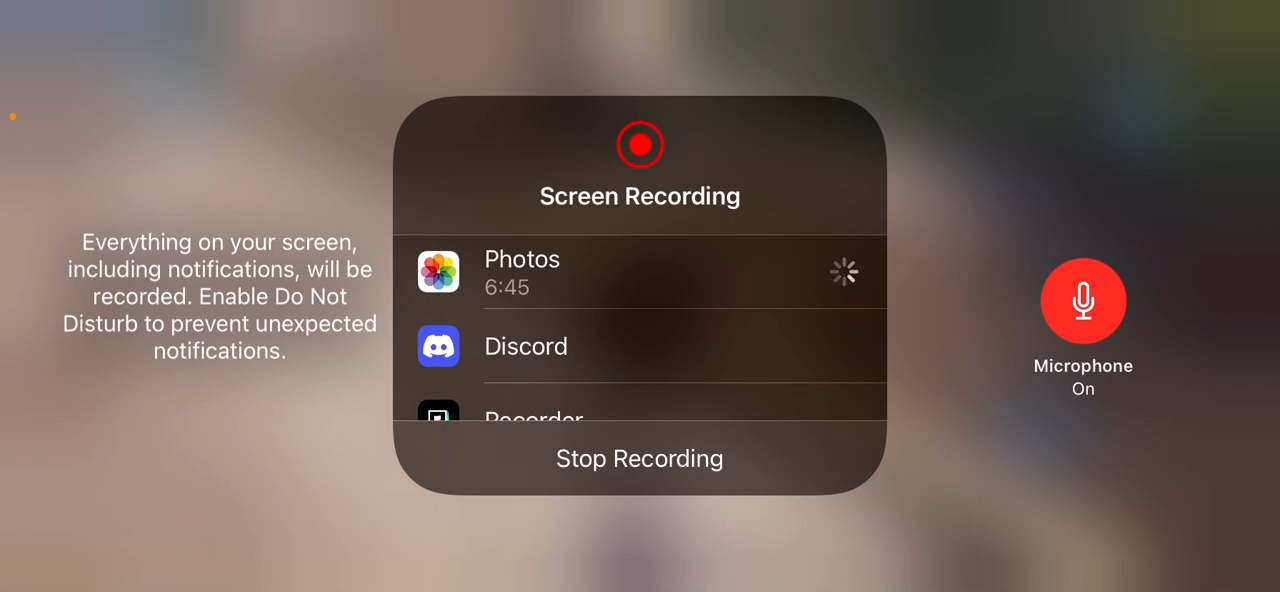 Everything on your screen,
including notifications, will be
recorded. Enable Do Not
Disturb to prevent unexpected
notifications.
Screen Recording
Photos
6:45
Discord
Recorder
Stop Recording
Microphone
On